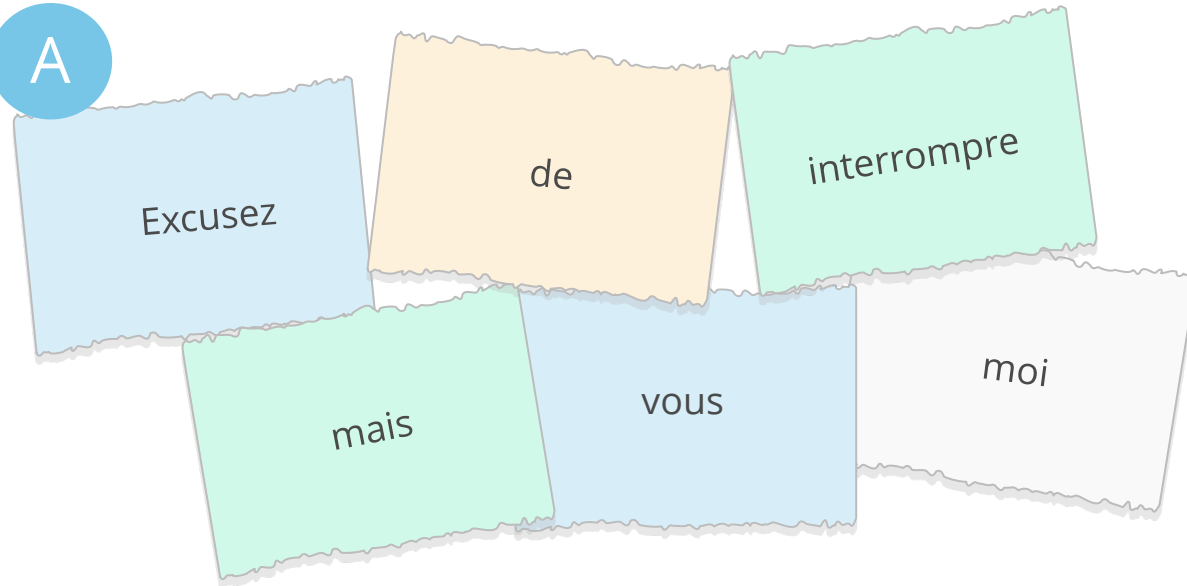 A
Excusez
de
interrompre
mais
vous
moi